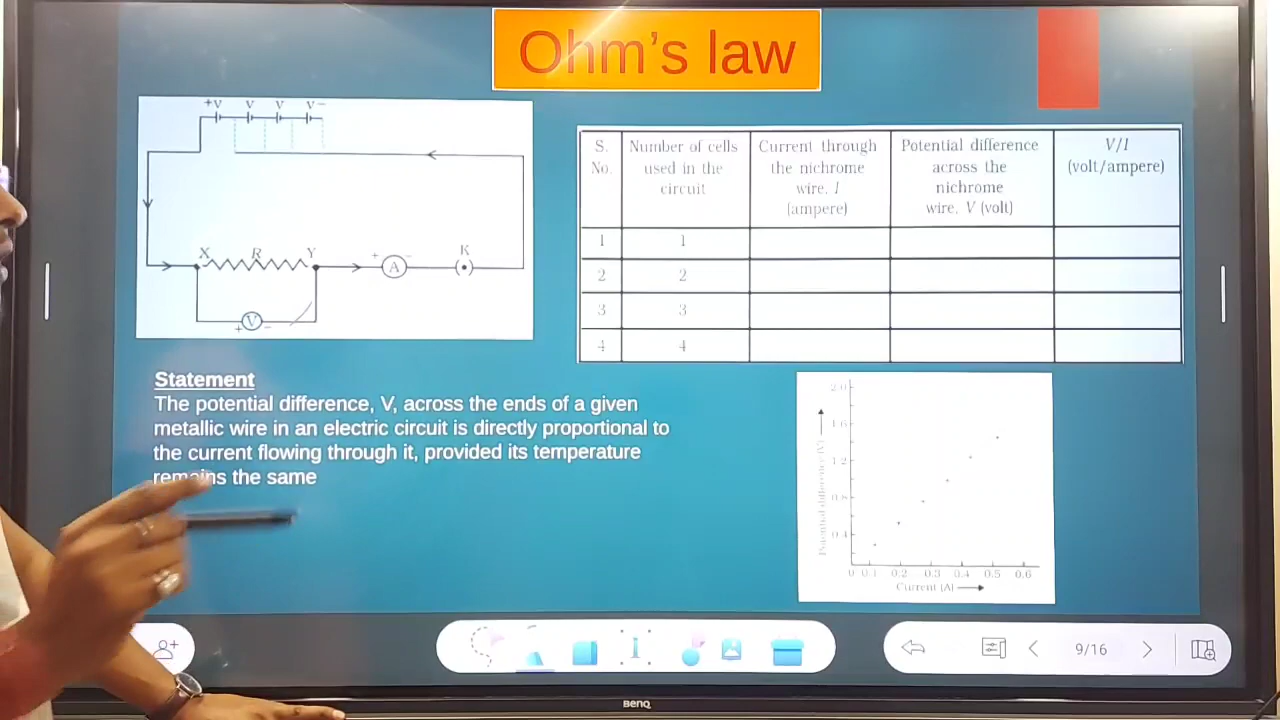 Ohm's law
+V V V V−
X R Y
+ A −
K
+ V −
S. No.
Number of cells used in the circuit
Current through the nichrome wire, I (ampere)
Potential difference across the nichrome wire, V (volt)
V/I (volt/ampere)
1 1
2 2
3 3
4 4
Statement
The potential difference, V, across the ends of a given
metallic wire in an electric circuit is directly proportional to
the current flowing through it, provided its temperature
remains the same
2.0
1.6
1.2
0.8
0.4
Potential difference (V)
0 0.1 0.2 0.3 0.4 0.5 0.6
Current (A)
9/16
BenQ